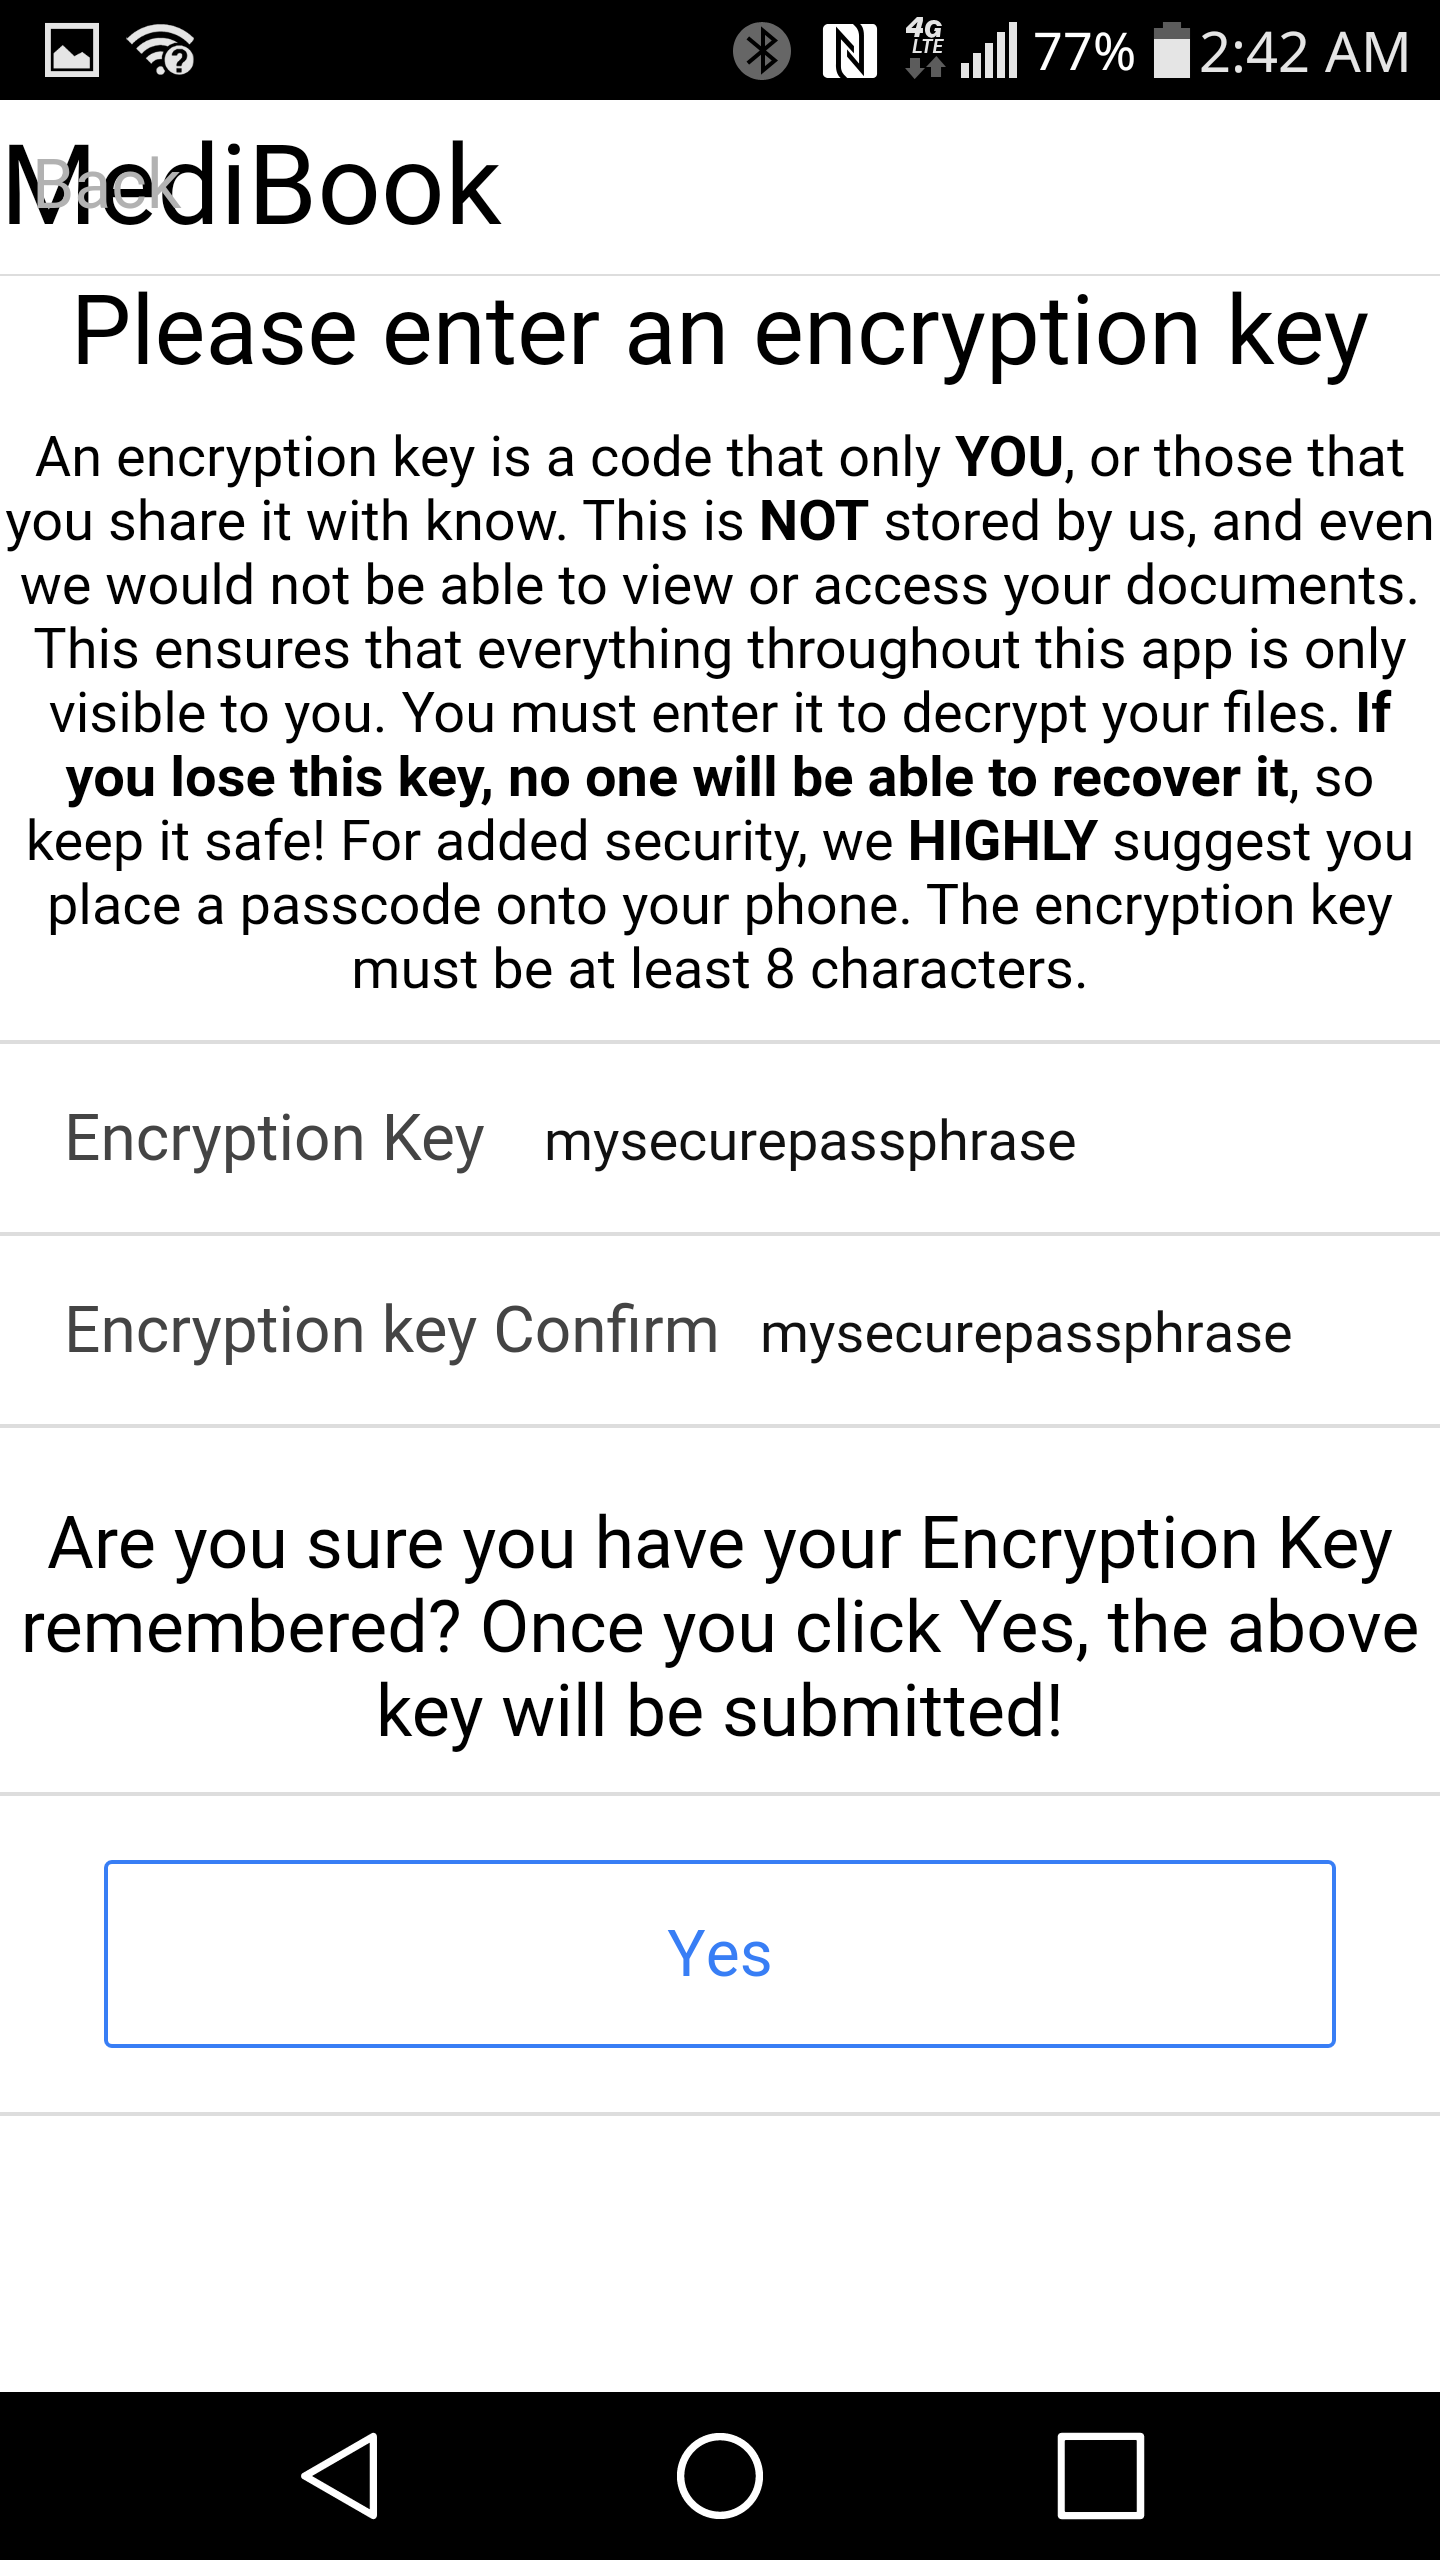 4G LTE 77% 2:42 AM
Back
MediBook
Please enter an encryption key
An encryption key is a code that only YOU, or those that
you share it with know. This is NOT stored by us, and even
we would not be able to view or access your documents.
This ensures that everything throughout this app is only
visible to you. You must enter it to decrypt your files. If
you lose this key, no one will be able to recover it, so
keep it safe! For added security, we HIGHLY suggest you
place a passcode onto your phone. The encryption key
must be at least 8 characters.
Encryption Key mysecurepassphrase
Encryption key Confirm mysecurepassphrase
Are you sure you have your Encryption Key
remembered? Once you click Yes, the above
key will be submitted!
Yes